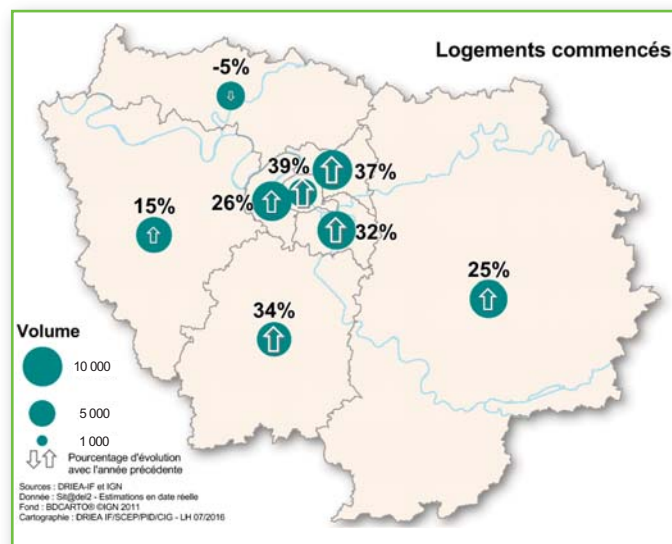 Logements commencés
-5%
39%
37%
15%
26%
32%
25%
34%
Volume
10 000
5 000
1 000
Pourcentage d'évolution
avec l'année précédente
Sources : DRIEA-IF et IGN
Donnée : Sit@del2 - Estimations en date réelle
Fond : BDCARTO® ©IGN 2011
Cartographie : DRIEA IF/SCEP/PID/CIG - LH 07/2016